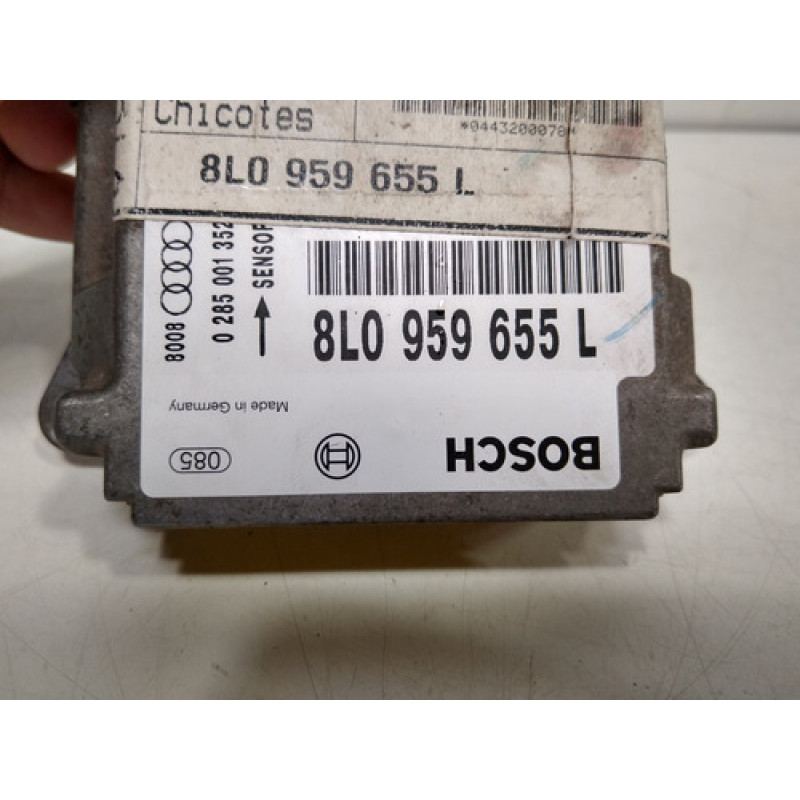 Chicotes
*0443200078*
8L0 959 655 L
8008
0 285 001 352
SENSOR
8L0 959 655 L
Made in Germany
085
BOSCH